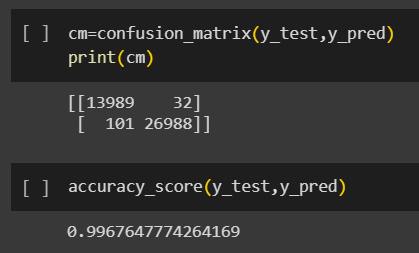 [ ] cm=confusion_matrix(y_test,y_pred)
print(cm)
[[13989    32]
 [  101 26988]]
[ ] accuracy_score(y_test,y_pred)
0.9967647774264169